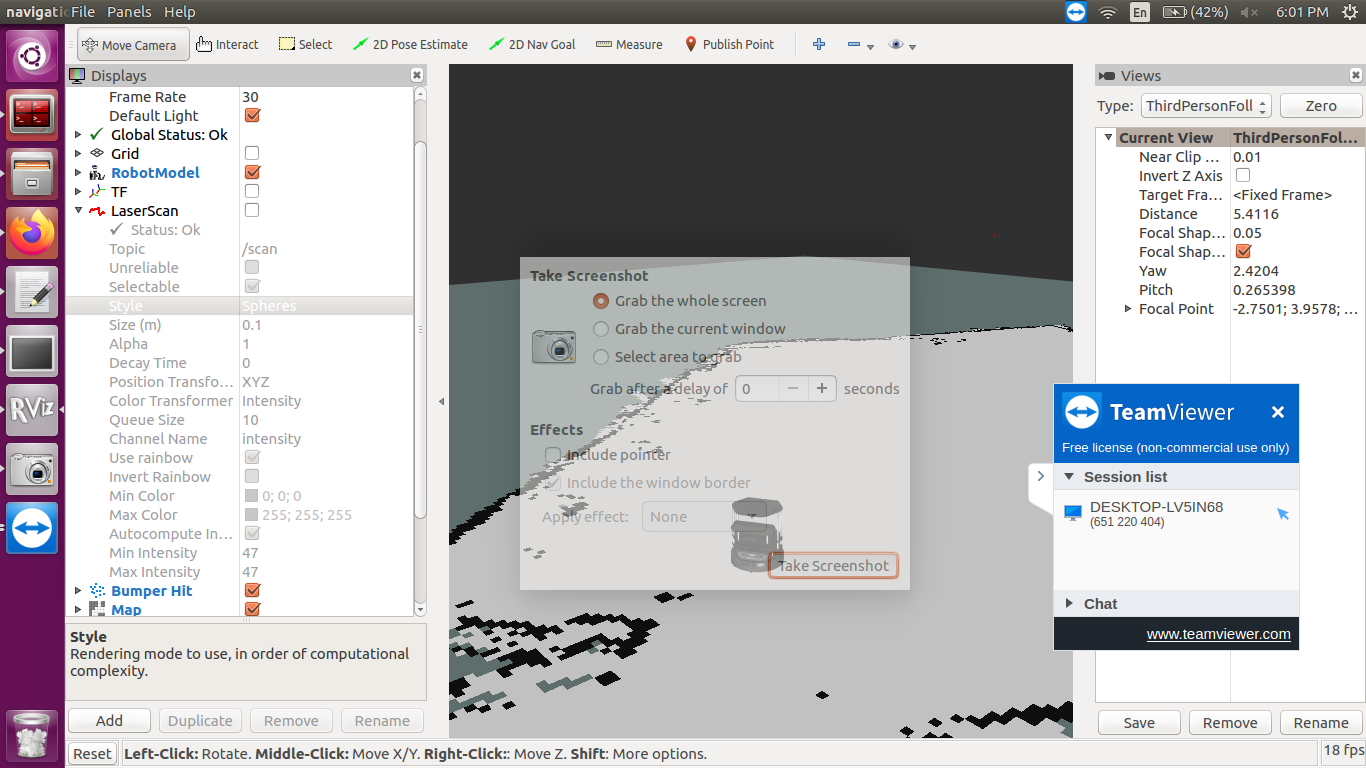 navigatic File Panels Help
En (42%) 6:01 PM
Move Camera Interact Select 2D Pose Estimate 2D Nav Goal Measure Publish Point
Displays
Frame Rate 30
Default Light
Global Status: Ok
Grid
RobotModel
TF
LaserScan
Status: Ok
Topic /scan
Unreliable
Selectable
Style Spheres
Size (m) 0.1
Alpha 1
Decay Time 0
Position Transfo... XYZ
Color Transformer Intensity
Queue Size 10
Channel Name intensity
Use rainbow
Invert Rainbow
Min Color 0; 0; 0
Max Color 255; 255; 255
Autocompute In...
Min Intensity 47
Max Intensity 47
Bumper Hit
Map
Style
Rendering mode to use, in order of computational
complexity.
Add Duplicate Remove Rename
Reset Left-Click: Rotate. Middle-Click: Move X/Y. Right-Click:: Move Z. Shift: More options.
18 fps
RViz
Take Screenshot
Grab the whole screen
Grab the current window
Select area to grab
Grab after a delay of 0 − + seconds
Effects
Include pointer
Include the window border
Apply effect: None
Take Screenshot
Views
Type: ThirdPersonFoll Zero
Current View ThirdPersonFol...
Near Clip ... 0.01
Invert Z Axis
Target Fra... <Fixed Frame>
Distance 5.4116
Focal Shap... 0.05
Focal Shap...
Yaw 2.4204
Pitch 0.265398
Focal Point -2.7501; 3.9578; ...
TeamViewer
Free license (non-commercial use only)
Session list
DESKTOP-LV5IN68
(651 220 404)
Chat
www.teamviewer.com
Save Remove Rename